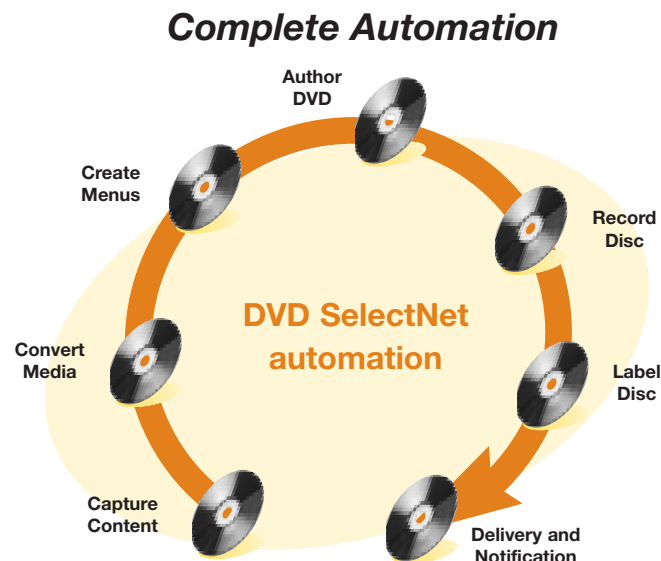 Complete Automation
Author
DVD
Create
Menus
Record
Disc
DVD SelectNet
automation
Convert
Media
Label
Disc
Capture
Content
Delivery and
Notification